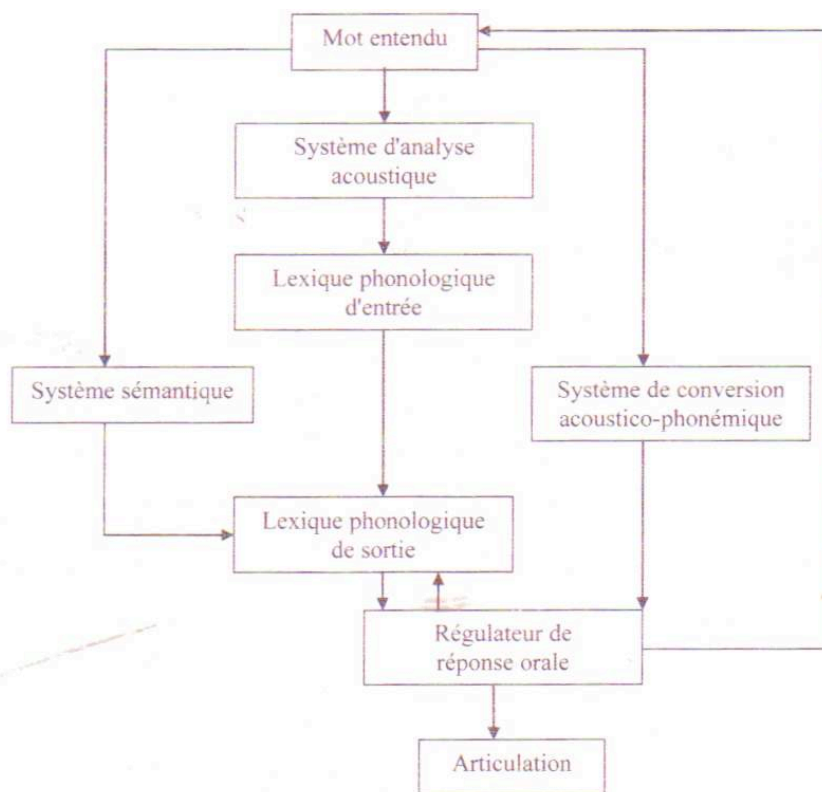 Mot entendu
Système d'analyse
acoustique
Lexique phonologique
d'entrée
Système sémantique
Système de conversion
acoustico-phonémique
Lexique phonologique
de sortie
Régulateur de
réponse orale
Articulation